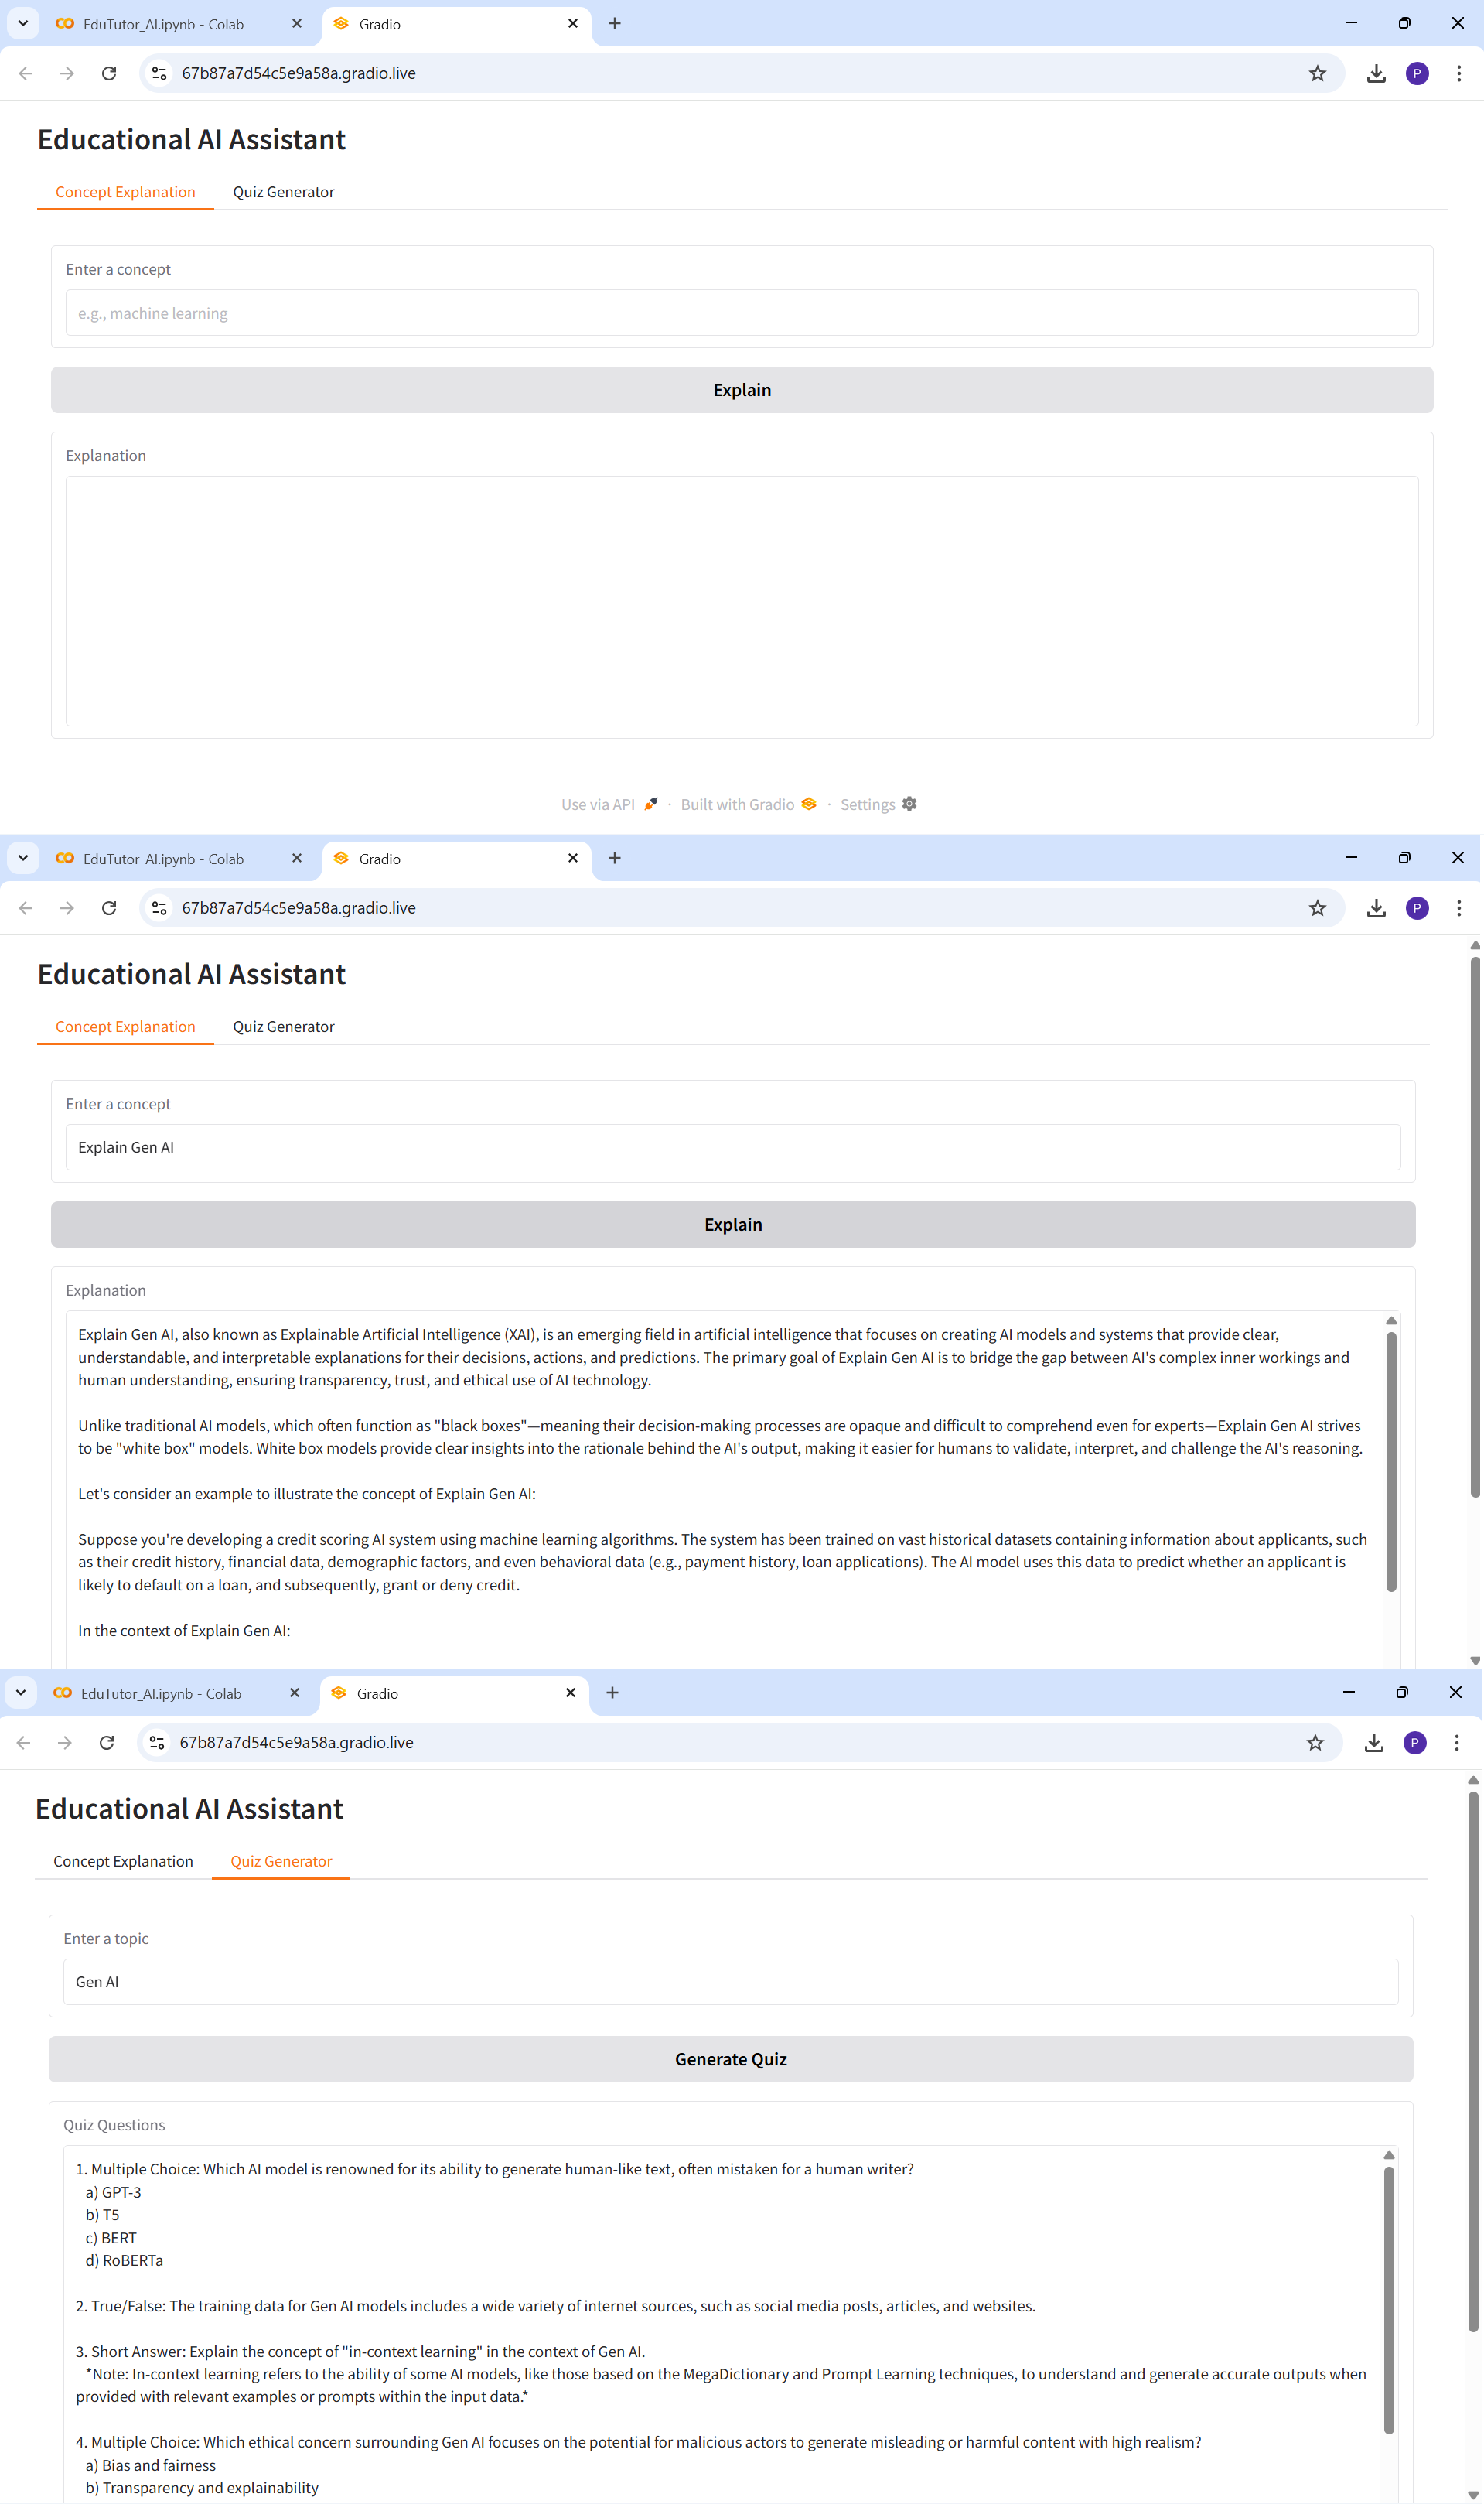 EduTutor_AI.ipynb - Colab
Gradio
67b87a7d54c5e9a58a.gradio.live
P
Educational AI Assistant
Concept Explanation
Quiz Generator
Enter a concept
e.g., machine learning
Explain
Explanation
Use via API · Built with Gradio · Settings
EduTutor_AI.ipynb - Colab
Gradio
67b87a7d54c5e9a58a.gradio.live
P
Educational AI Assistant
Concept Explanation
Quiz Generator
Enter a concept
Explain Gen AI
Explain
Explanation
Explain Gen AI, also known as Explainable Artificial Intelligence (XAI), is an emerging field in artificial intelligence that focuses on creating AI models and systems that provide clear,
understandable, and interpretable explanations for their decisions, actions, and predictions. The primary goal of Explain Gen AI is to bridge the gap between AI's complex inner workings and
human understanding, ensuring transparency, trust, and ethical use of AI technology.
Unlike traditional AI models, which often function as "black boxes"—meaning their decision-making processes are opaque and difficult to comprehend even for experts—Explain Gen AI strives
to be "white box" models. White box models provide clear insights into the rationale behind the AI's output, making it easier for humans to validate, interpret, and challenge the AI's reasoning.
Let's consider an example to illustrate the concept of Explain Gen AI:
Suppose you're developing a credit scoring AI system using machine learning algorithms. The system has been trained on vast historical datasets containing information about applicants, such
as their credit history, financial data, demographic factors, and even behavioral data (e.g., payment history, loan applications). The AI model uses this data to predict whether an applicant is
likely to default on a loan, and subsequently, grant or deny credit.
In the context of Explain Gen AI:
EduTutor_AI.ipynb - Colab
Gradio
67b87a7d54c5e9a58a.gradio.live
P
Educational AI Assistant
Concept Explanation
Quiz Generator
Enter a topic
Gen AI
Generate Quiz
Quiz Questions
1. Multiple Choice: Which AI model is renowned for its ability to generate human-like text, often mistaken for a human writer?
a) GPT-3
b) T5
c) BERT
d) RoBERTa
2. True/False: The training data for Gen AI models includes a wide variety of internet sources, such as social media posts, articles, and websites.
3. Short Answer: Explain the concept of "in-context learning" in the context of Gen AI.
*Note: In-context learning refers to the ability of some AI models, like those based on the MegaDictionary and Prompt Learning techniques, to understand and generate accurate outputs when
provided with relevant examples or prompts within the input data.*
4. Multiple Choice: Which ethical concern surrounding Gen AI focuses on the potential for malicious actors to generate misleading or harmful content with high realism?
a) Bias and fairness
b) Transparency and explainability